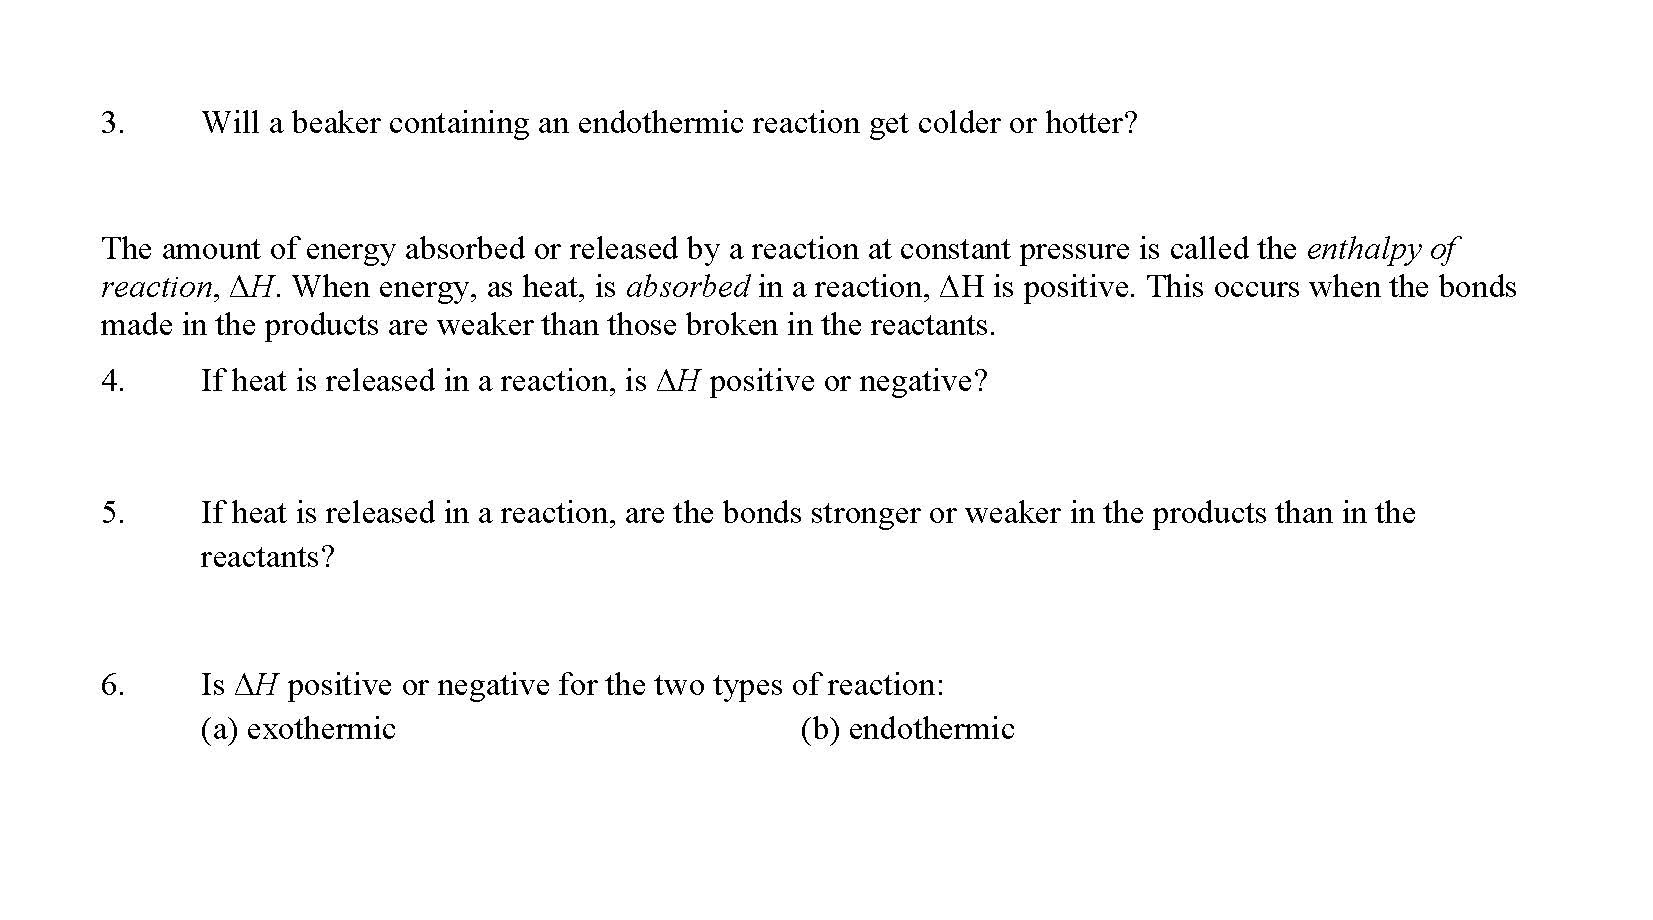 3. Will a beaker containing an endothermic reaction get colder or hotter?
The amount of energy absorbed or released by a reaction at constant pressure is called the enthalpy of
reaction, ΔH. When energy, as heat, is absorbed in a reaction, ΔH is positive. This occurs when the bonds
made in the products are weaker than those broken in the reactants.
4. If heat is released in a reaction, is ΔH positive or negative?
5. If heat is released in a reaction, are the bonds stronger or weaker in the products than in the
reactants?
6. Is ΔH positive or negative for the two types of reaction:
(a) exothermic (b) endothermic